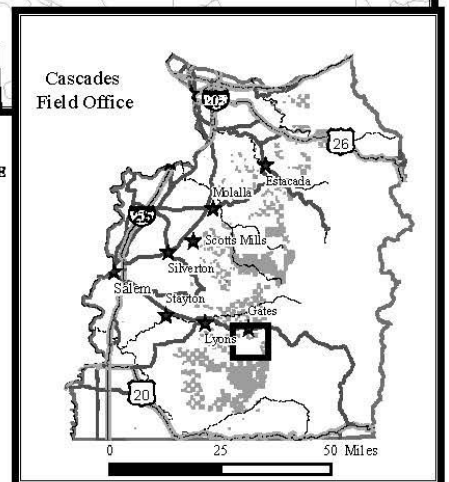 Cascades
Field Office
205
26
Estacada
Molalla
Scotts Mills
Silverton
Salem
Stayton
Gates
Lyons
20
0 25 50 Miles
E